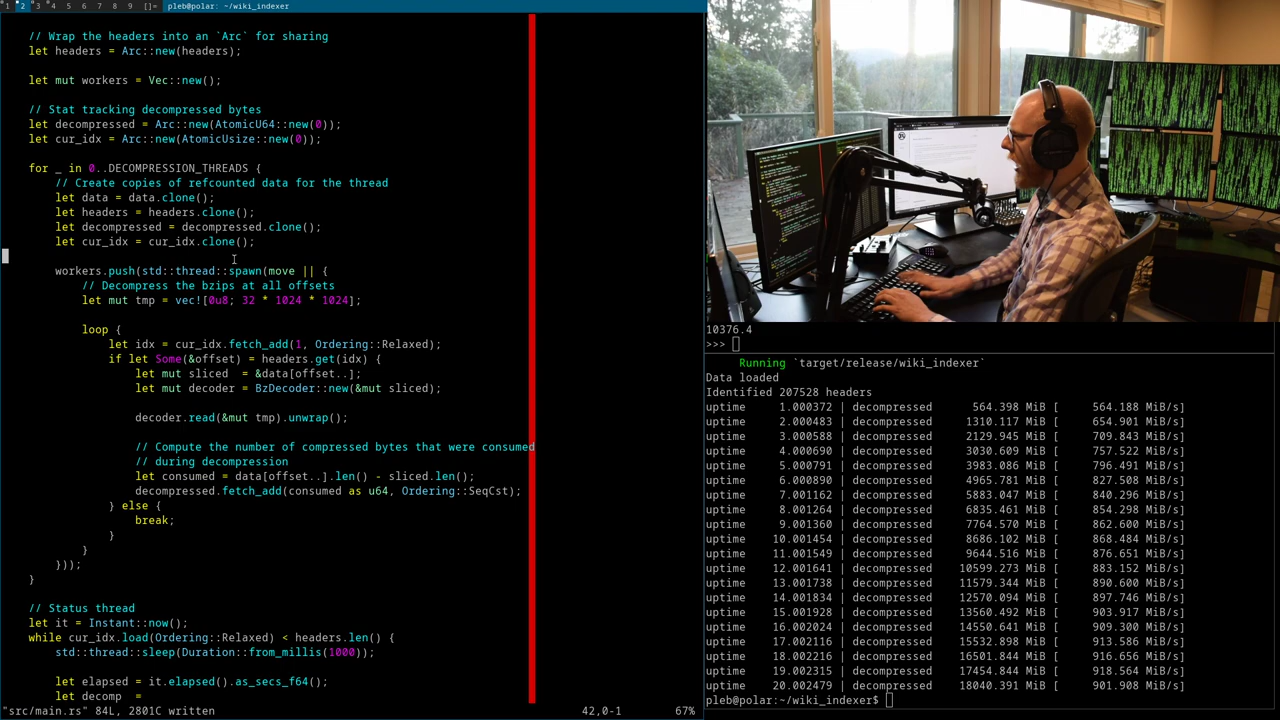 1 2 3 4 5 6 7 8 9 []= pleb@polar: ~/wiki_indexer
// Wrap the headers into an `Arc` for sharing
let headers = Arc::new(headers);
let mut workers = Vec::new();
// Stat tracking decompressed bytes
let decompressed = Arc::new(AtomicU64::new(0));
let cur_idx = Arc::new(AtomicUsize::new(0));
for _ in 0..DECOMPRESSION_THREADS {
// Create copies of refcounted data for the thread
let data = data.clone();
let headers = headers.clone();
let decompressed = decompressed.clone();
let cur_idx = cur_idx.clone();
workers.push(std::thread::spawn(move || {
// Decompress the bzips at all offsets
let mut tmp = vec![0u8; 32 * 1024 * 1024];
loop {
let idx = cur_idx.fetch_add(1, Ordering::Relaxed);
if let Some(&offset) = headers.get(idx) {
let mut sliced  = &data[offset..];
let mut decoder = BzDecoder::new(&mut sliced);
decoder.read(&mut tmp).unwrap();
// Compute the number of compressed bytes that were consumed
// during decompression
let consumed = data[offset..].len() - sliced.len();
decompressed.fetch_add(consumed as u64, Ordering::SeqCst);
} else {
break;
}
}
}));
}
// Status thread
let it = Instant::now();
while cur_idx.load(Ordering::Relaxed) < headers.len() {
std::thread::sleep(Duration::from_millis(1000));
let elapsed = it.elapsed().as_secs_f64();
let decomp  =
"src/main.rs" 84L, 2801C written 42,0-1 67%
10376.4
>>>
Running `target/release/wiki_indexer`
Data loaded
Identified 207528 headers
uptime 1.000372 | decompressed 564.398 MiB [ 564.188 MiB/s]
uptime 2.000483 | decompressed 1310.117 MiB [ 654.901 MiB/s]
uptime 3.000588 | decompressed 2129.945 MiB [ 709.843 MiB/s]
uptime 4.000690 | decompressed 3030.609 MiB [ 757.522 MiB/s]
uptime 5.000791 | decompressed 3983.086 MiB [ 796.491 MiB/s]
uptime 6.000890 | decompressed 4965.781 MiB [ 827.508 MiB/s]
uptime 7.001162 | decompressed 5883.047 MiB [ 840.296 MiB/s]
uptime 8.001264 | decompressed 6835.461 MiB [ 854.298 MiB/s]
uptime 9.001360 | decompressed 7764.570 MiB [ 862.600 MiB/s]
uptime 10.001454 | decompressed 8686.102 MiB [ 868.484 MiB/s]
uptime 11.001549 | decompressed 9644.516 MiB [ 876.651 MiB/s]
uptime 12.001641 | decompressed 10599.273 MiB [ 883.152 MiB/s]
uptime 13.001738 | decompressed 11579.344 MiB [ 890.600 MiB/s]
uptime 14.001834 | decompressed 12570.094 MiB [ 897.746 MiB/s]
uptime 15.001928 | decompressed 13560.492 MiB [ 903.917 MiB/s]
uptime 16.002024 | decompressed 14550.641 MiB [ 909.300 MiB/s]
uptime 17.002116 | decompressed 15532.898 MiB [ 913.586 MiB/s]
uptime 18.002216 | decompressed 16501.844 MiB [ 916.656 MiB/s]
uptime 19.002315 | decompressed 17454.844 MiB [ 918.564 MiB/s]
uptime 20.002479 | decompressed 18040.391 MiB [ 901.908 MiB/s]
pleb@polar:~/wiki_indexer$